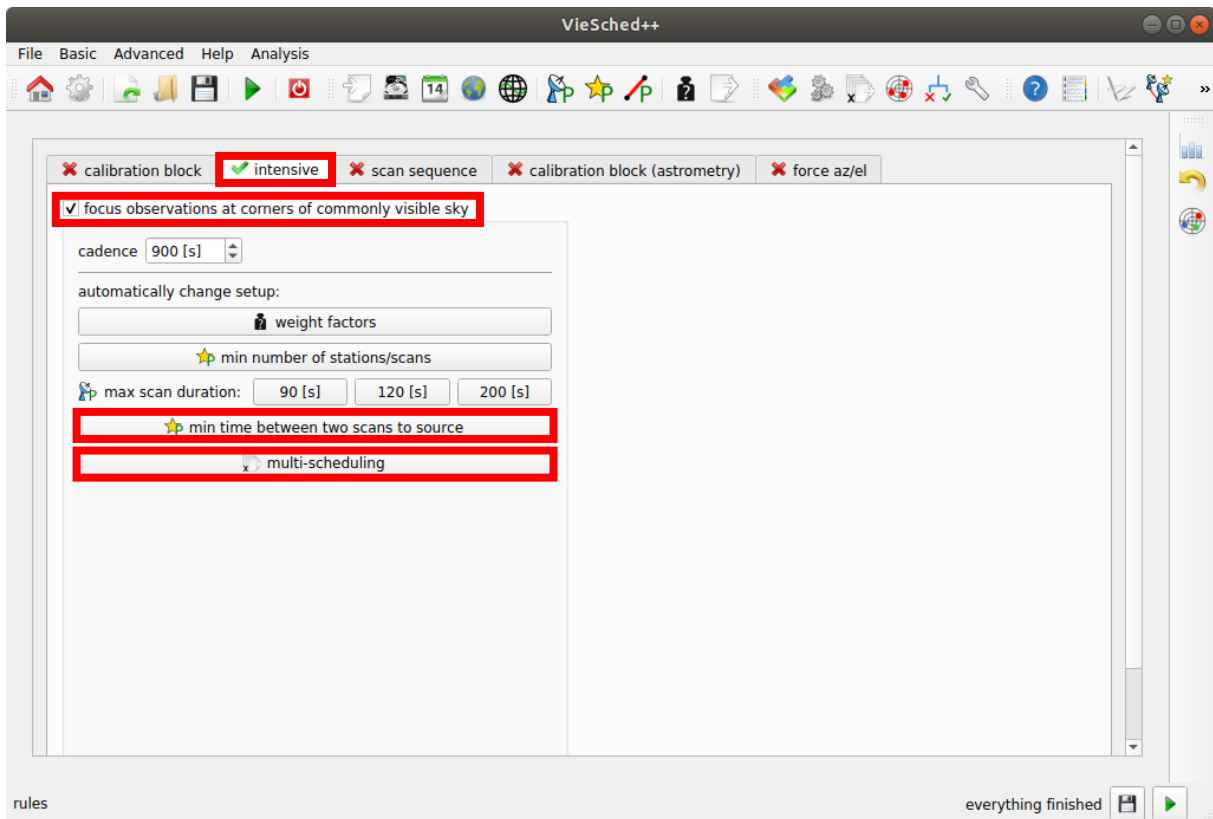 VieSched++
File Basic Advanced Help Analysis
14 »
calibration block intensive scan sequence calibration block (astrometry) force az/el
focus observations at corners of commonly visible sky
cadence 900 [s]
automatically change setup:
weight factors
min number of stations/scans
max scan duration: 90 [s] 120 [s] 200 [s]
min time between two scans to source
multi-scheduling
rules everything finished